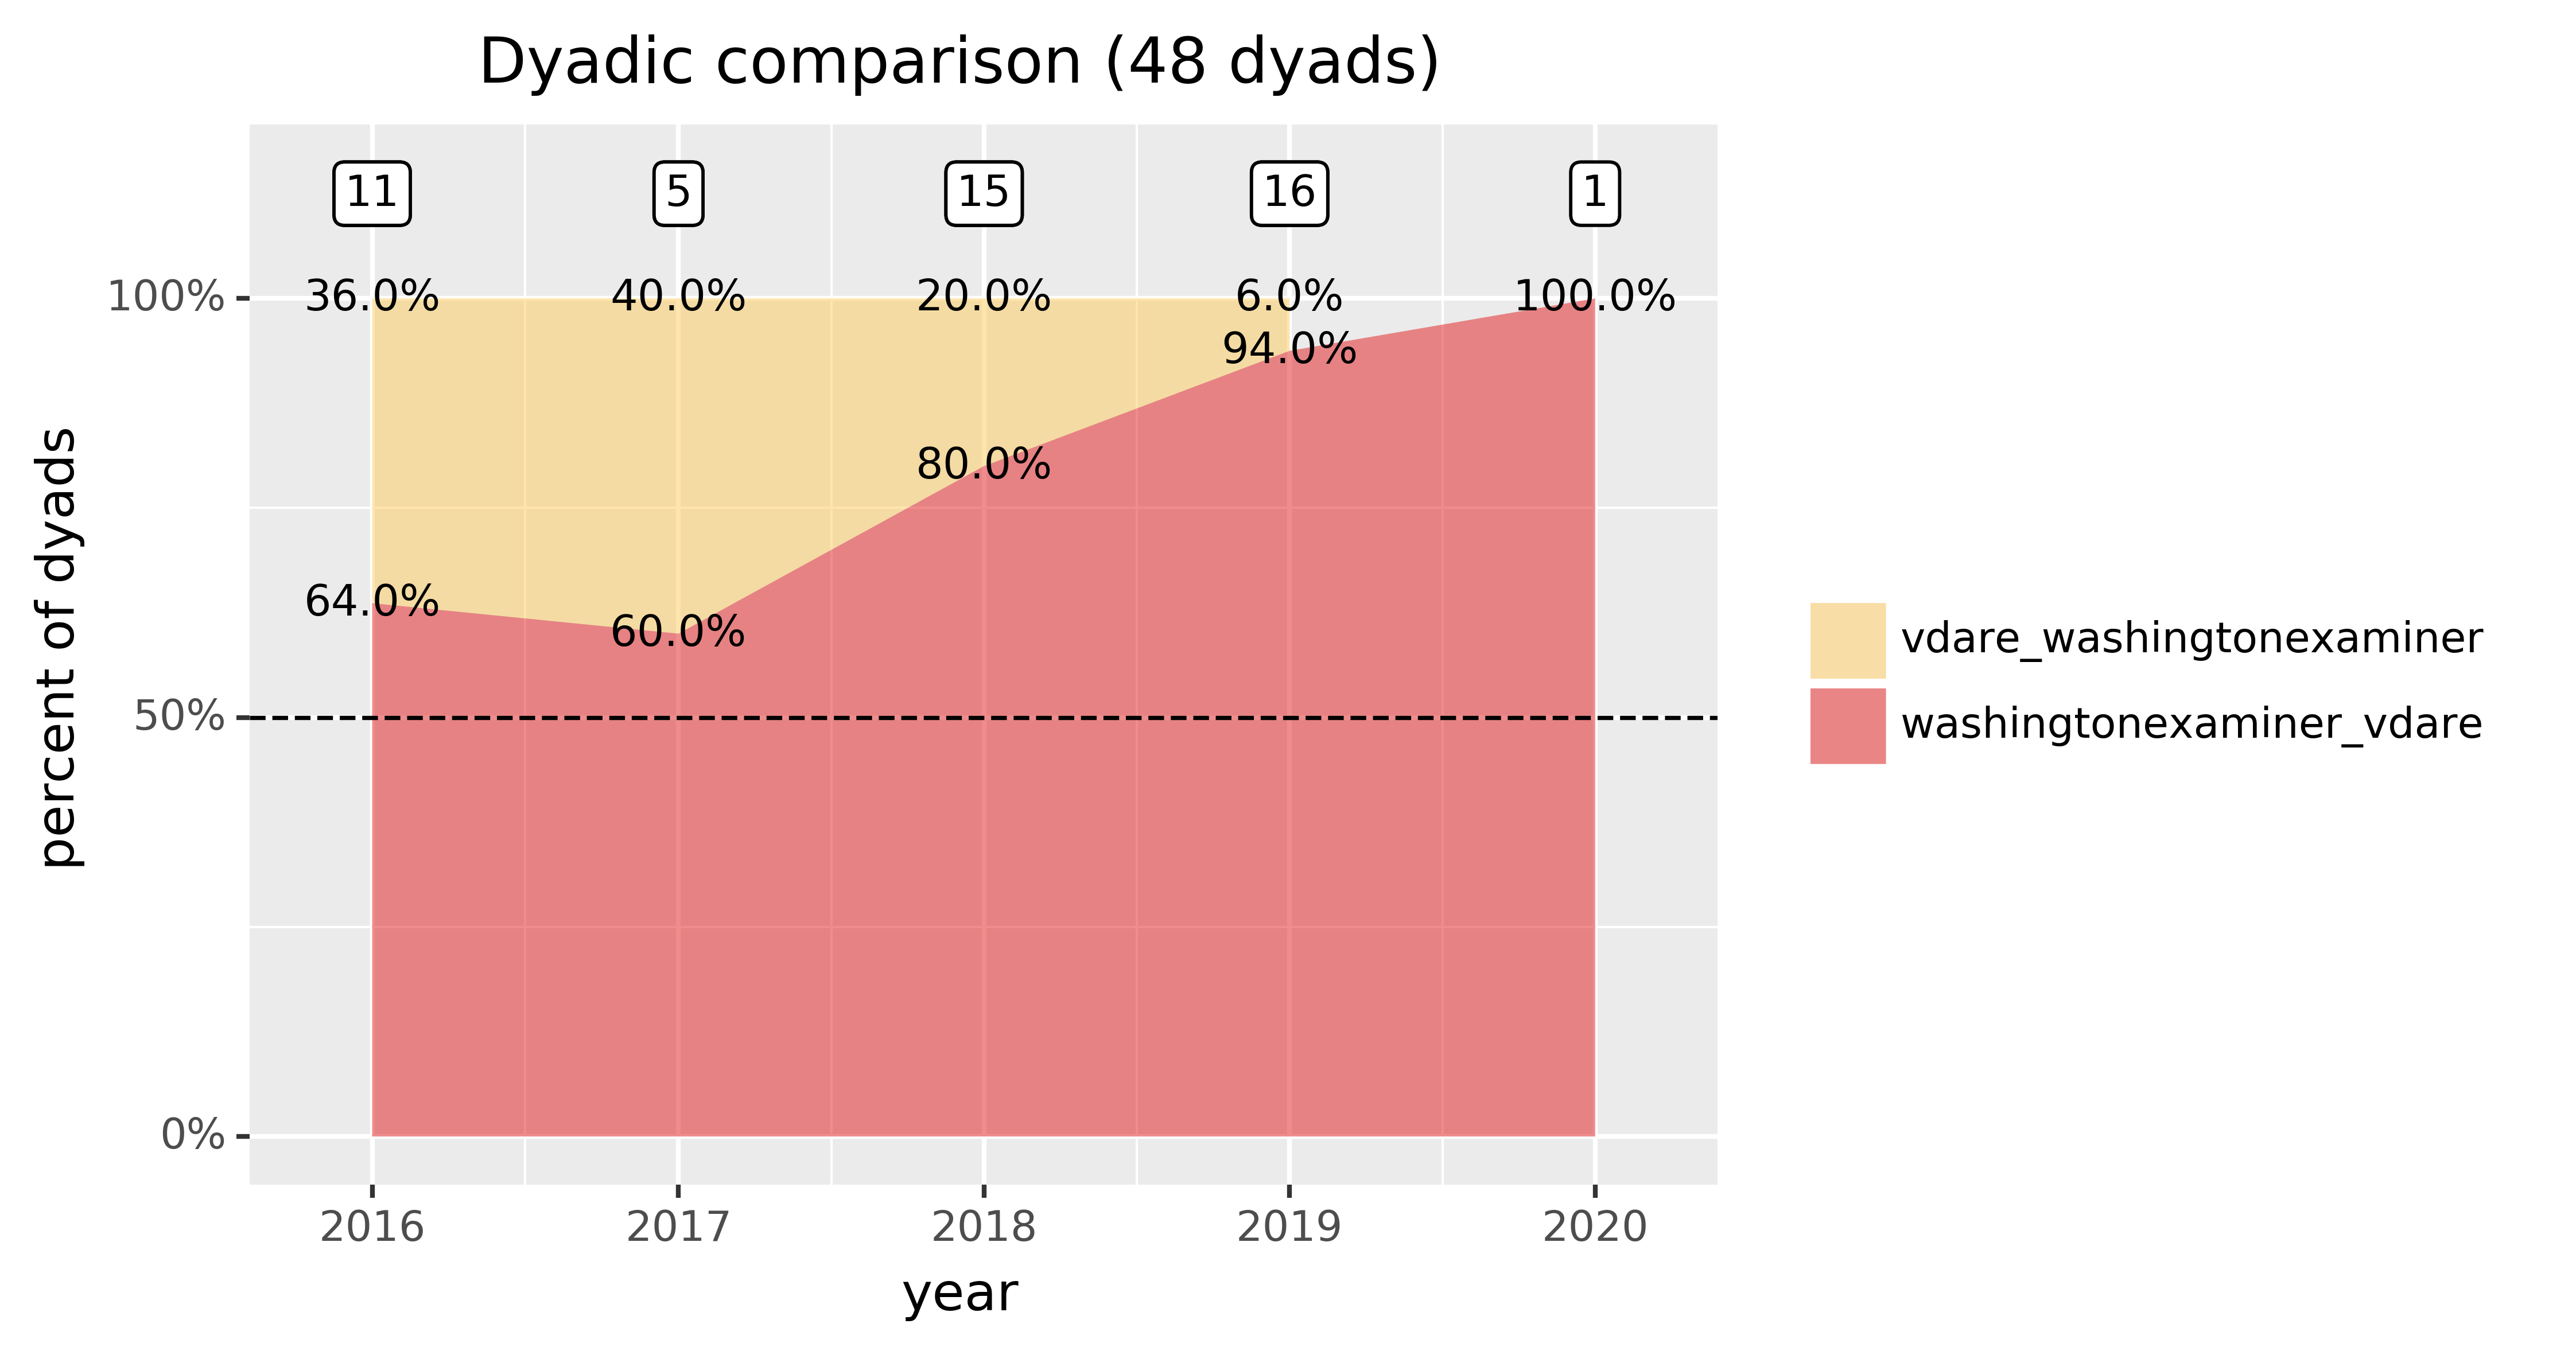 Dyadic comparison (48 dyads)
11 5 15 16 1
100% 36.0% 40.0% 20.0% 6.0% 100.0%
94.0%
80.0%
64.0%
60.0%
50%
0%
2016 2017 2018 2019 2020
year
percent of dyads
vdare_washingtonexaminer
washingtonexaminer_vdare